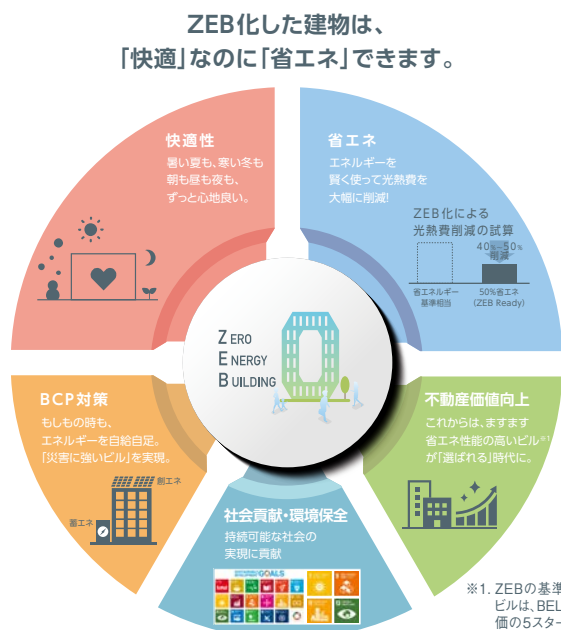 ZEB化した建物は、
「快適」なのに「省エネ」できます。
快適性
暑い夏も、寒い冬も
朝も昼も夜も、
ずっと心地良い。
省エネ
エネルギーを
賢く使って光熱費を
大幅に削減!
ZEB化による
光熱費削減の試算
40%~50%
削減
省エネルギー
基準相当
50%省エネ
(ZEB Ready)
ZERO
ENERGY
BUILDING
BCP対策
もしもの時も、
エネルギーを自給自足。
「災害に強いビル」を実現。
創エネ
蓄エネ
不動産価値向上
これからは、ますます
省エネ性能の高いビル※1
が「選ばれる」時代に。
社会貢献・環境保全
持続可能な社会の
実現に貢献
GOALS
※1. ZEBの基準
ビルは、BEL
価の5スター